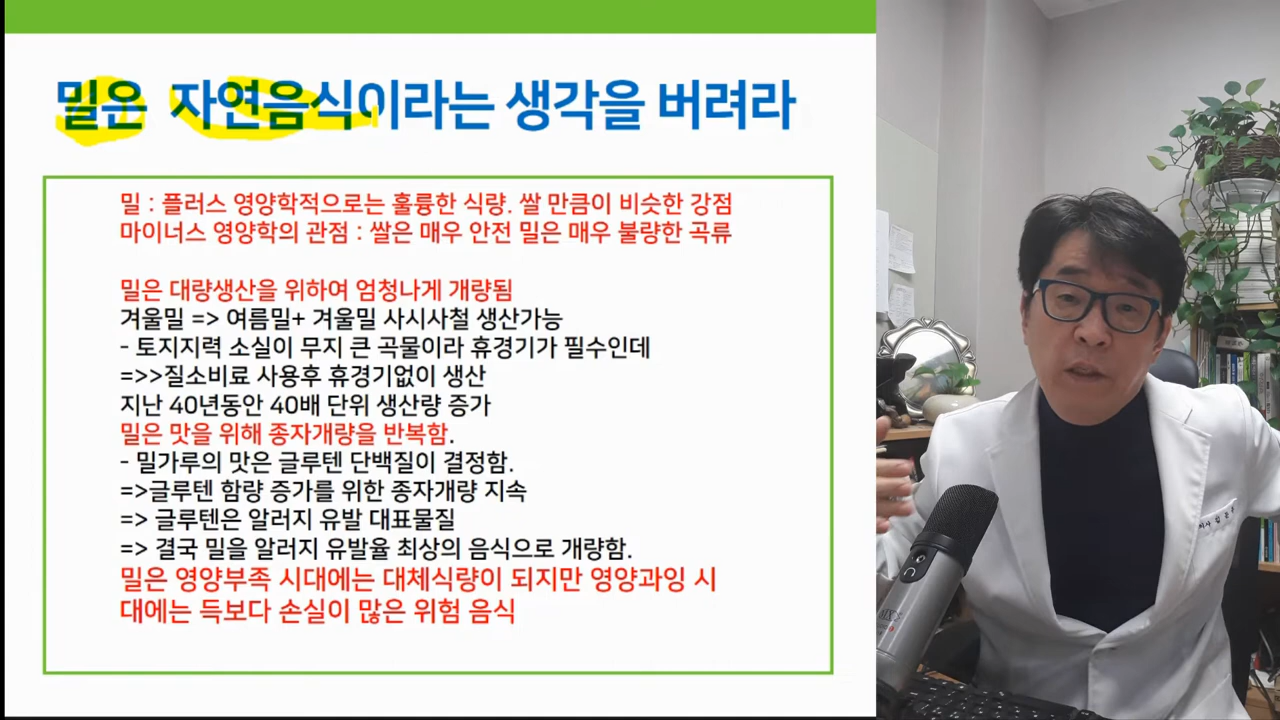 밀은 자연음식이라는 생각을 버려라
밀 : 플러스 영양학적으로는 훌륭한 식량. 쌀 만큼이 비슷한 강점
마이너스 영양학의 관점 : 쌀은 매우 안전 밀은 매우 불량한 곡류
밀은 대량생산을 위하여 엄청나게 개량됨
겨울밀 => 여름밀+ 겨울밀 사시사철 생산가능
- 토지지력 소실이 무지 큰 곡물이라 휴경기가 필수인데
=>>질소비료 사용후 휴경기없이 생산
지난 40년동안 40배 단위 생산량 증가
밀은 맛을 위해 종자개량을 반복함.
- 밀가루의 맛은 글루텐 단백질이 결정함.
=>글루텐 함량 증가를 위한 종자개량 지속
=> 글루텐은 알러지 유발 대표물질
=> 결국 밀을 알러지 유발율 최상의 음식으로 개량함.
밀은 영양부족 시대에는 대체식량이 되지만 영양과잉 시
대에는 득보다 손실이 많은 위험 음식